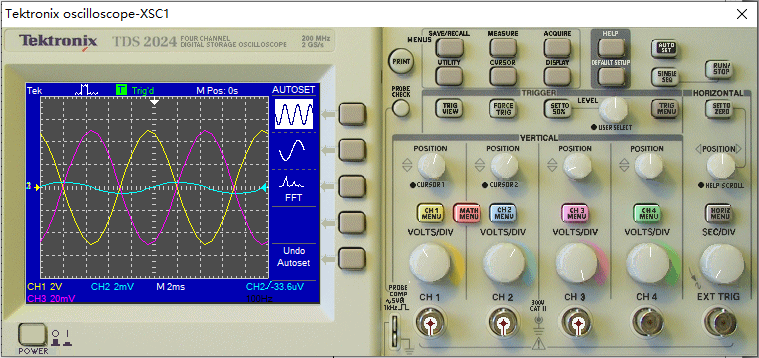 Tektronix oscilloscope-XSC1
Tektronix TDS 2024 FOUR CHANNEL DIGITAL STORAGE OSCILLOSCOPE 200 MHz 2 GS/s
MENUS SAVE/RECALL MEASURE ACQUIRE HELP AUTO SET
PRINT UTILITY CURSOR DISPLAY DEFAULT SETUP SINGLE SEQ RUN/STOP
PROBE CHECK
TRIGGER HORIZONTAL
TRIG VIEW FORCE TRIG SET TO 50% LEVEL TRIG MENU SET TO ZERO
USER SELECT
VERTICAL
POSITION POSITION POSITION POSITION POSITION
CURSOR 1 CURSOR 2 HELP SCROLL
CH 1 MENU MATH MENU CH 2 MENU CH 3 MENU CH 4 MENU HORIZ MENU
VOLTS/DIV VOLTS/DIV VOLTS/DIV VOLTS/DIV SEC/DIV
PROBE COMP ~5V@ 1kHz
CH 1 CH 2 300V CAT II CH 3 CH 4 EXT TRIG
Tek T Trig'd M Pos: 0s AUTOSET
FFT
Undo Autoset
CH1 2V CH2 2mV M 2ms CH2/-33.6uV
CH3 20mV
POWER